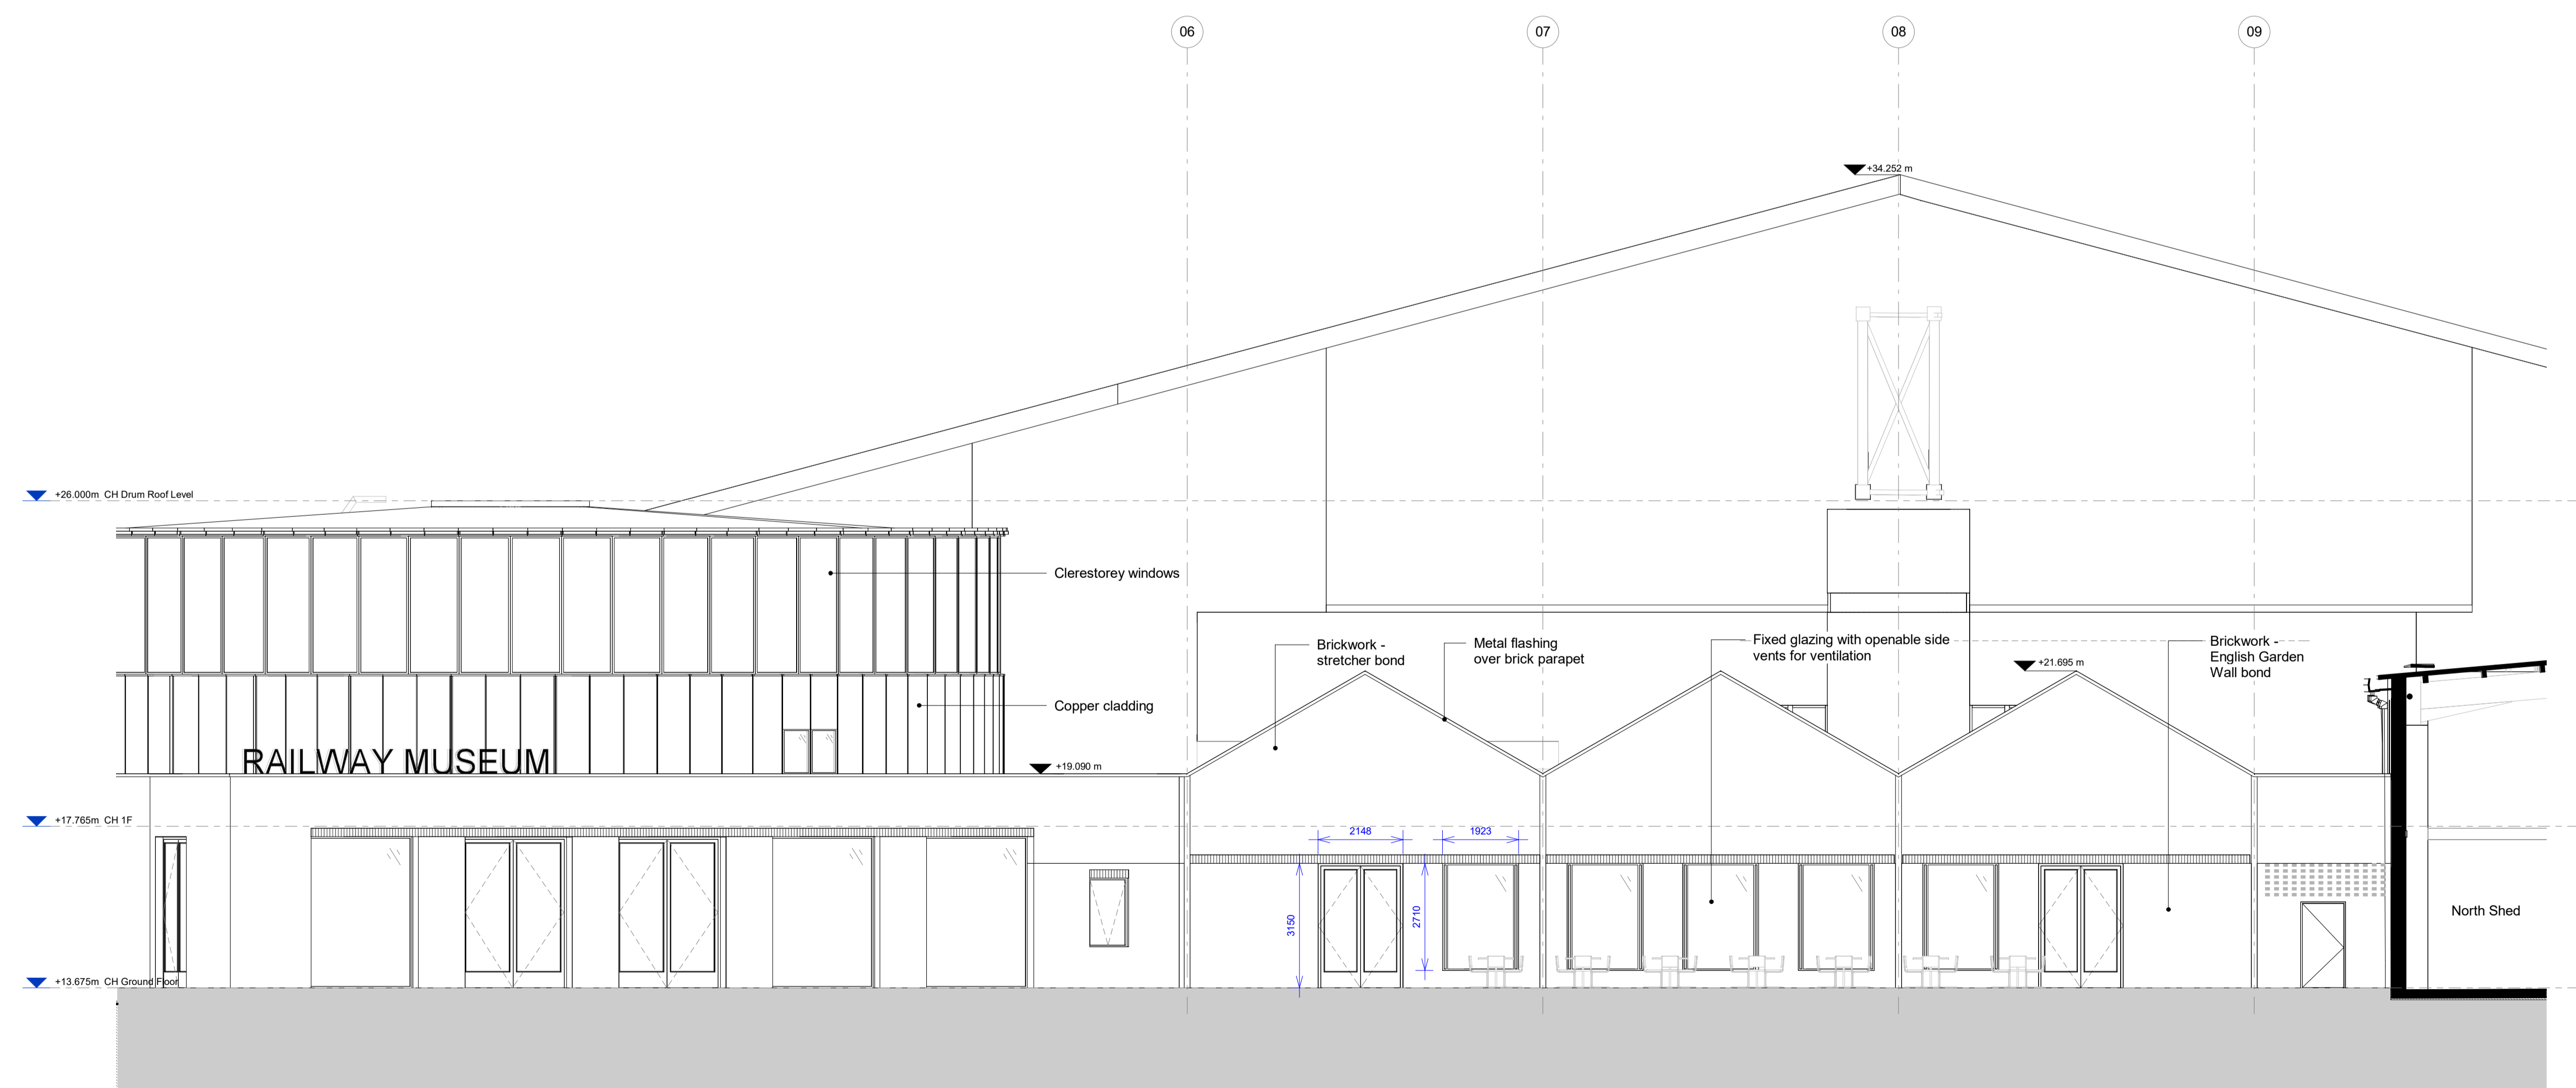 06
07
08
09
+34.252 m
+26.000m CH Drum Roof Level
Clerestorey windows
Brickwork -
stretcher bond
Metal flashing
over brick parapet
Fixed glazing with openable side
vents for ventilation
Brickwork -
English Garden
Wall bond
+21.695 m
Copper cladding
RAILWAY MUSEUM
+19.090 m
+17.765m CH 1F
2148
1923
3150
2710
North Shed
+13.675m CH Ground Floor